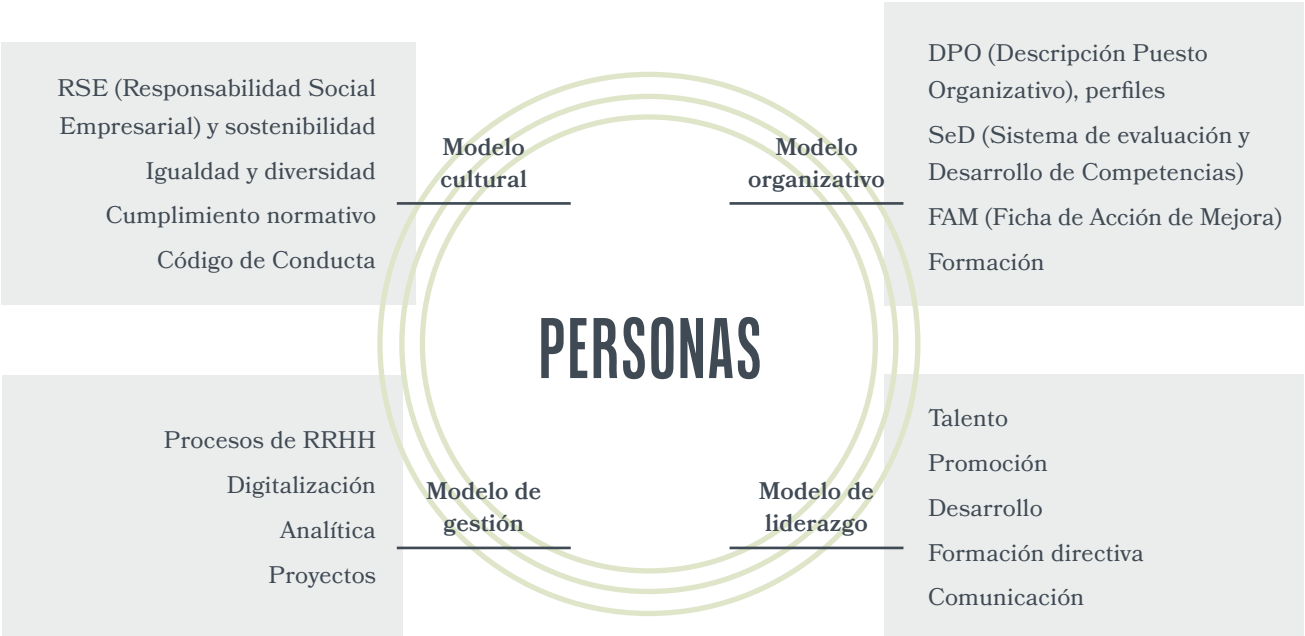 RSE (Responsabilidad Social
Empresarial) y sostenibilidad
Igualdad y diversidad
Cumplimiento normativo
Código de Conducta
Modelo
cultural
Modelo
organizativo
DPO (Descripción Puesto
Organizativo), perfiles
SeD (Sistema de evaluación y
Desarrollo de Competencias)
FAM (Ficha de Acción de Mejora)
Formación
PERSONAS
Procesos de RRHH
Digitalización
Analítica
Proyectos
Modelo de
gestión
Modelo de
liderazgo
Talento
Promoción
Desarrollo
Formación directiva
Comunicación